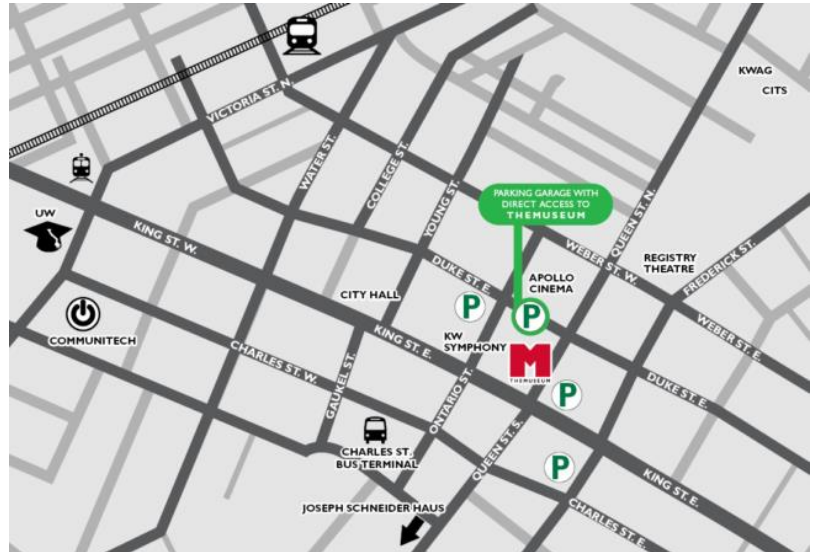 KWAG
CITS
VICTORIA ST. N.
WATER ST.
COLLEGE ST.
YOUNG ST.
PARKING GARAGE WITH
DIRECT ACCESS TO
THEMUSEUM
QUEEN ST. N.
UW
KING ST. W.
WEBER ST. W.
REGISTRY
THEATRE
FREDERICK ST.
DUKE ST. E.
APOLLO
CINEMA
CITY HALL
P
P
COMMUNITECH
KING ST. E.
KW
SYMPHONY
M
THEMUSEUM
WEBER ST. E.
CHARLES ST. W.
GAUKEL ST.
ONTARIO ST.
P
DUKE ST. E.
CHARLES ST.
BUS TERMINAL
QUEEN ST. S.
P
KING ST. E.
JOSEPH SCHNEIDER HAUS
CHARLES ST. E.